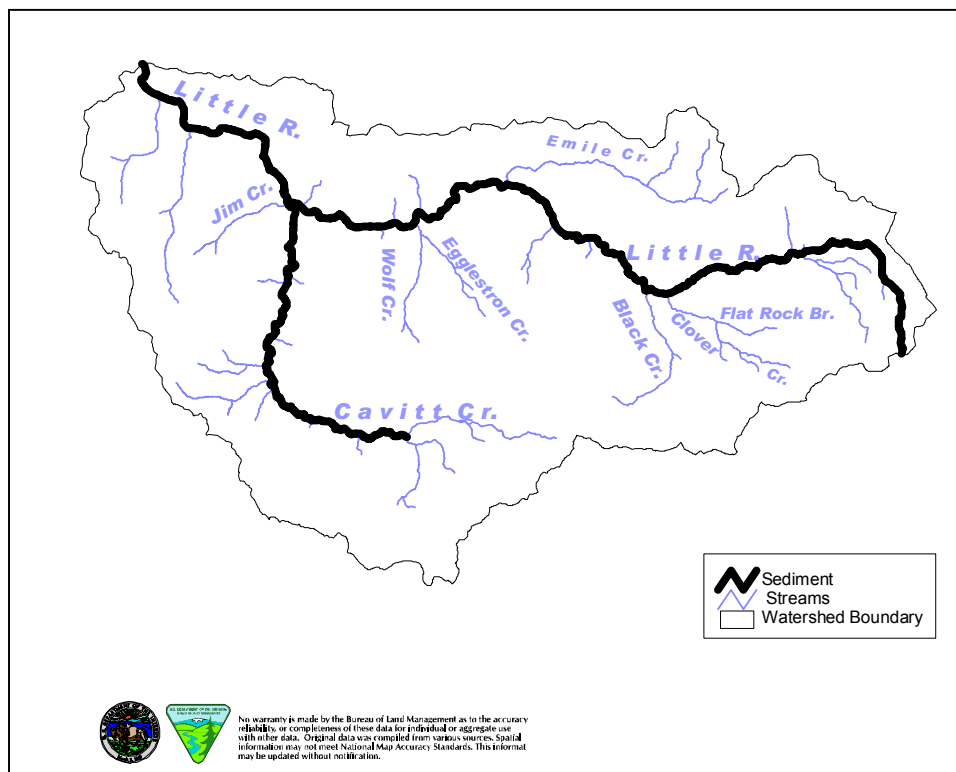 Little R.
Emile Cr.
Jim Cr.
Wolf Cr.
Egglestron Cr.
Little R.
Black Cr.
Clover
Cr.
Flat Rock Br.
Cavitt Cr.
Sediment
Streams
Watershed Boundary
No warranty is made by the Bureau of Land Management as to the accuracy
reliability, or completeness of these data for individual or aggregate use
with other data. Original data was compiled from various sources. Spatial
information may not meet National Map Accuracy Standards. This informat
may be updated without notification.